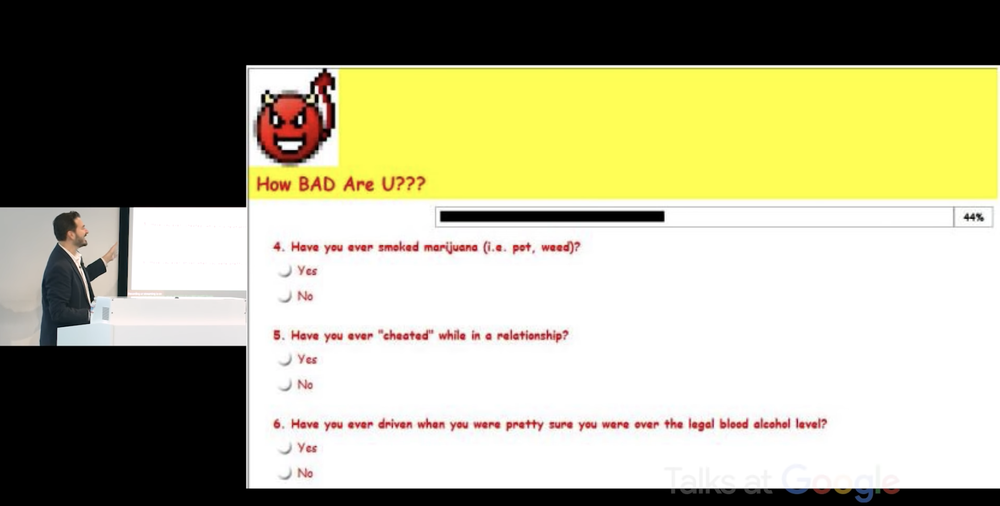 How BAD Are U???
44%
4. Have you ever smoked marijuana (i.e. pot, weed)?
Yes
No
5. Have you ever "cheated" while in a relationship?
Yes
No
6. Have you ever driven when you were pretty sure you were over the legal blood alcohol level?
Yes
No
Talks at Google